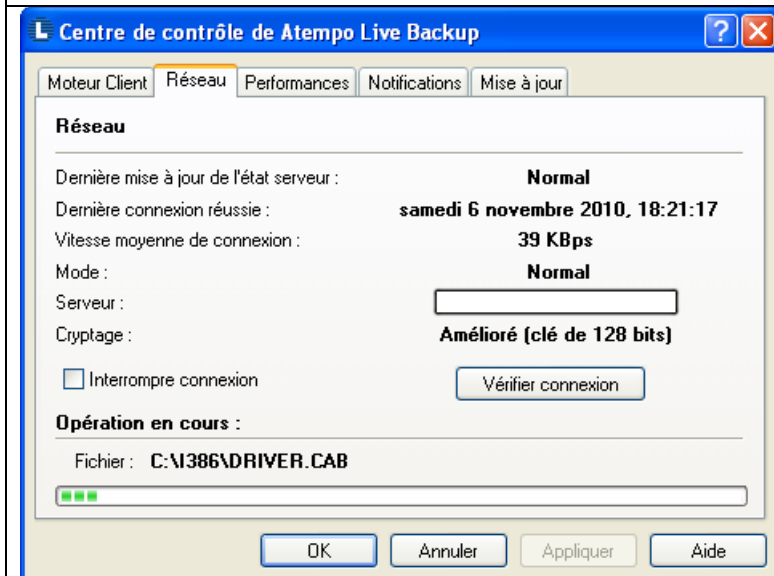 Centre de contrôle de Atempo Live Backup
Moteur Client Réseau Performances Notifications Mise à jour
Réseau
Dernière mise à jour de l'état serveur : Normal
Dernière connexion réussie : samedi 6 novembre 2010, 18:21:17
Vitesse moyenne de connexion : 39 KBps
Mode : Normal
Serveur :
Cryptage : Amélioré (clé de 128 bits)
Interrompre connexion Vérifier connexion
Opération en cours :
Fichier : C:\I386\DRIVER.CAB
OK Annuler Appliquer Aide